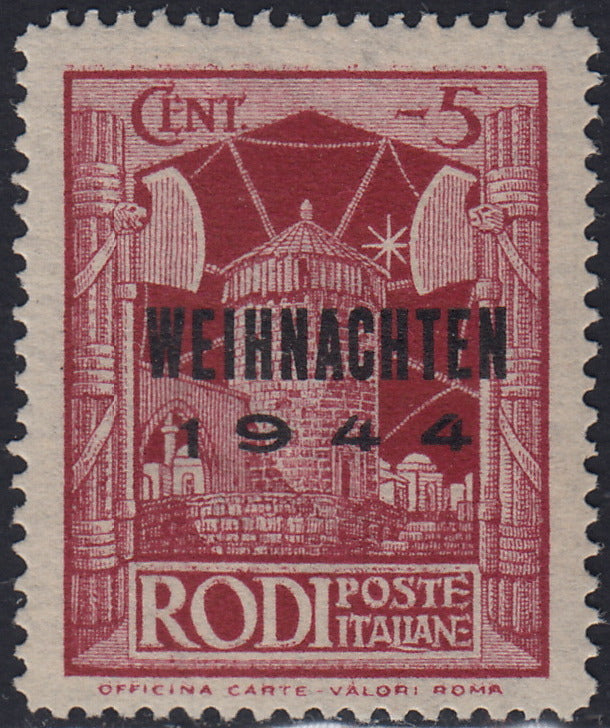 CENT. -5
WEIHNACHTEN
1944
RODI POSTE
ITALIANE
OFFICINA CARTE-VALORI ROMA